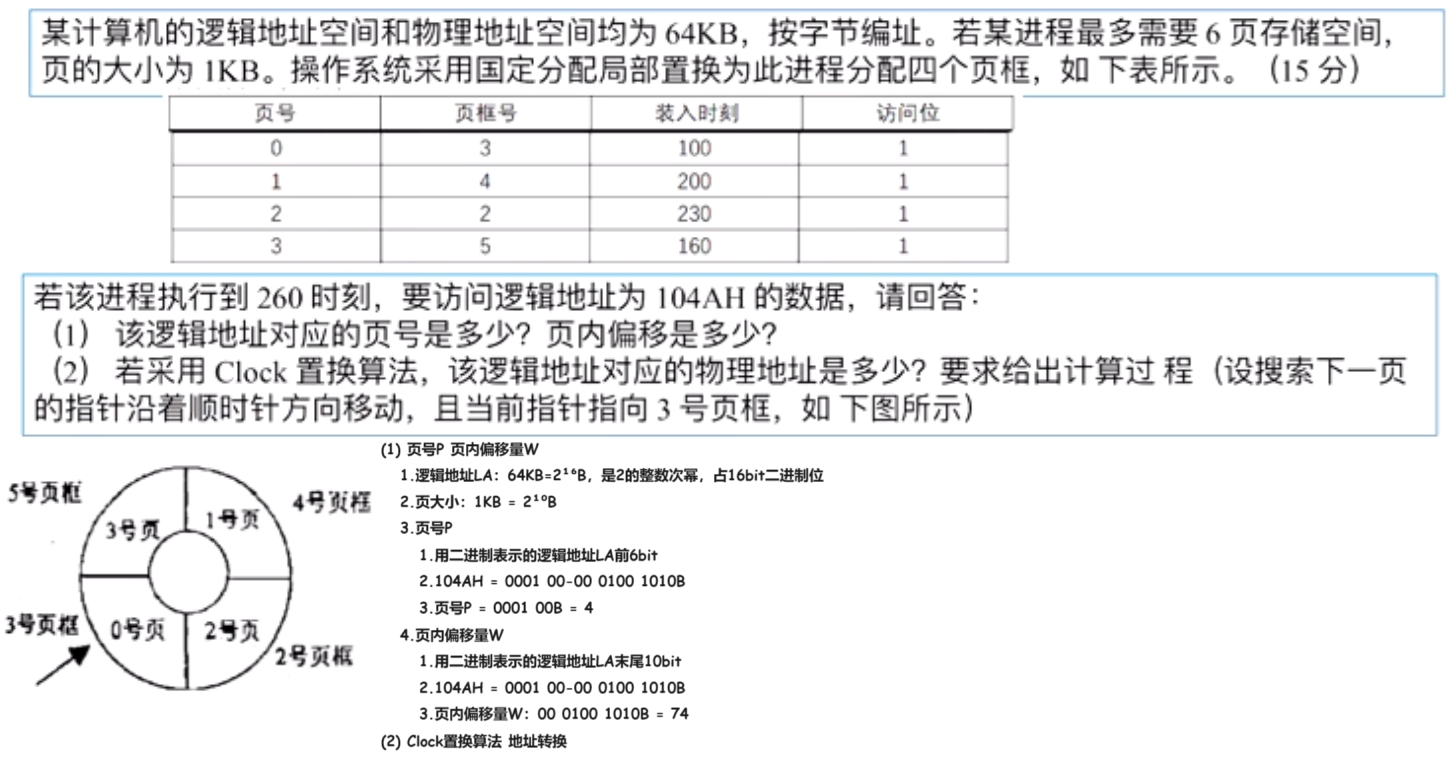 某计算机的逻辑地址空间和物理地址空间均为 64KB，按字节编址。若某进程最多需要 6 页存储空间，
页的大小为 1KB。操作系统采用国定分配局部置换为此进程分配四个页框，如 下表所示。（15 分）
页号 页框号 装入时刻 访问位
0 3 100 1
1 4 200 1
2 2 230 1
3 5 160 1
若该进程执行到 260 时刻，要访问逻辑地址为 104AH 的数据，请回答：
（1） 该逻辑地址对应的页号是多少？页内偏移是多少？
（2） 若采用 Clock 置换算法，该逻辑地址对应的物理地址是多少？要求给出计算过 程（设搜索下一页
的指针沿着顺时针方向移动，且当前指针指向 3 号页框，如 下图所示）
5号页框
3号页
1号页
4号页框
3号页框
0号页
2号页
2号页框
(1) 页号P 页内偏移量W
1.逻辑地址LA：64KB=2¹⁶B，是2的整数次幂，占16bit二进制位
2.页大小：1KB = 2¹⁰B
3.页号P
1.用二进制表示的逻辑地址LA前6bit
2.104AH = 0001 00-00 0100 1010B
3.页号P = 0001 00B = 4
4.页内偏移量W
1.用二进制表示的逻辑地址LA末尾10bit
2.104AH = 0001 00-00 0100 1010B
3.页内偏移量W：00 0100 1010B = 74
(2) Clock置换算法 地址转换